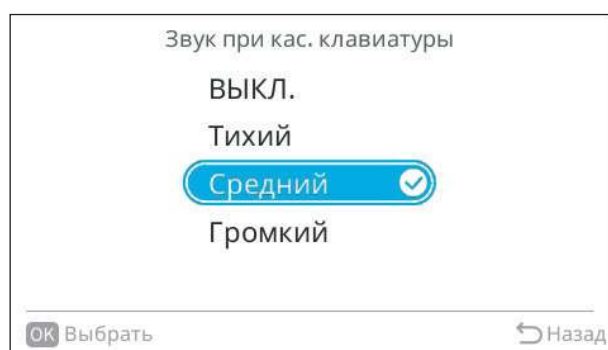 Звук при кас. клавиатуры
ВЫКЛ.
Тихий
Средний
Громкий
OK Выбрать
Назад